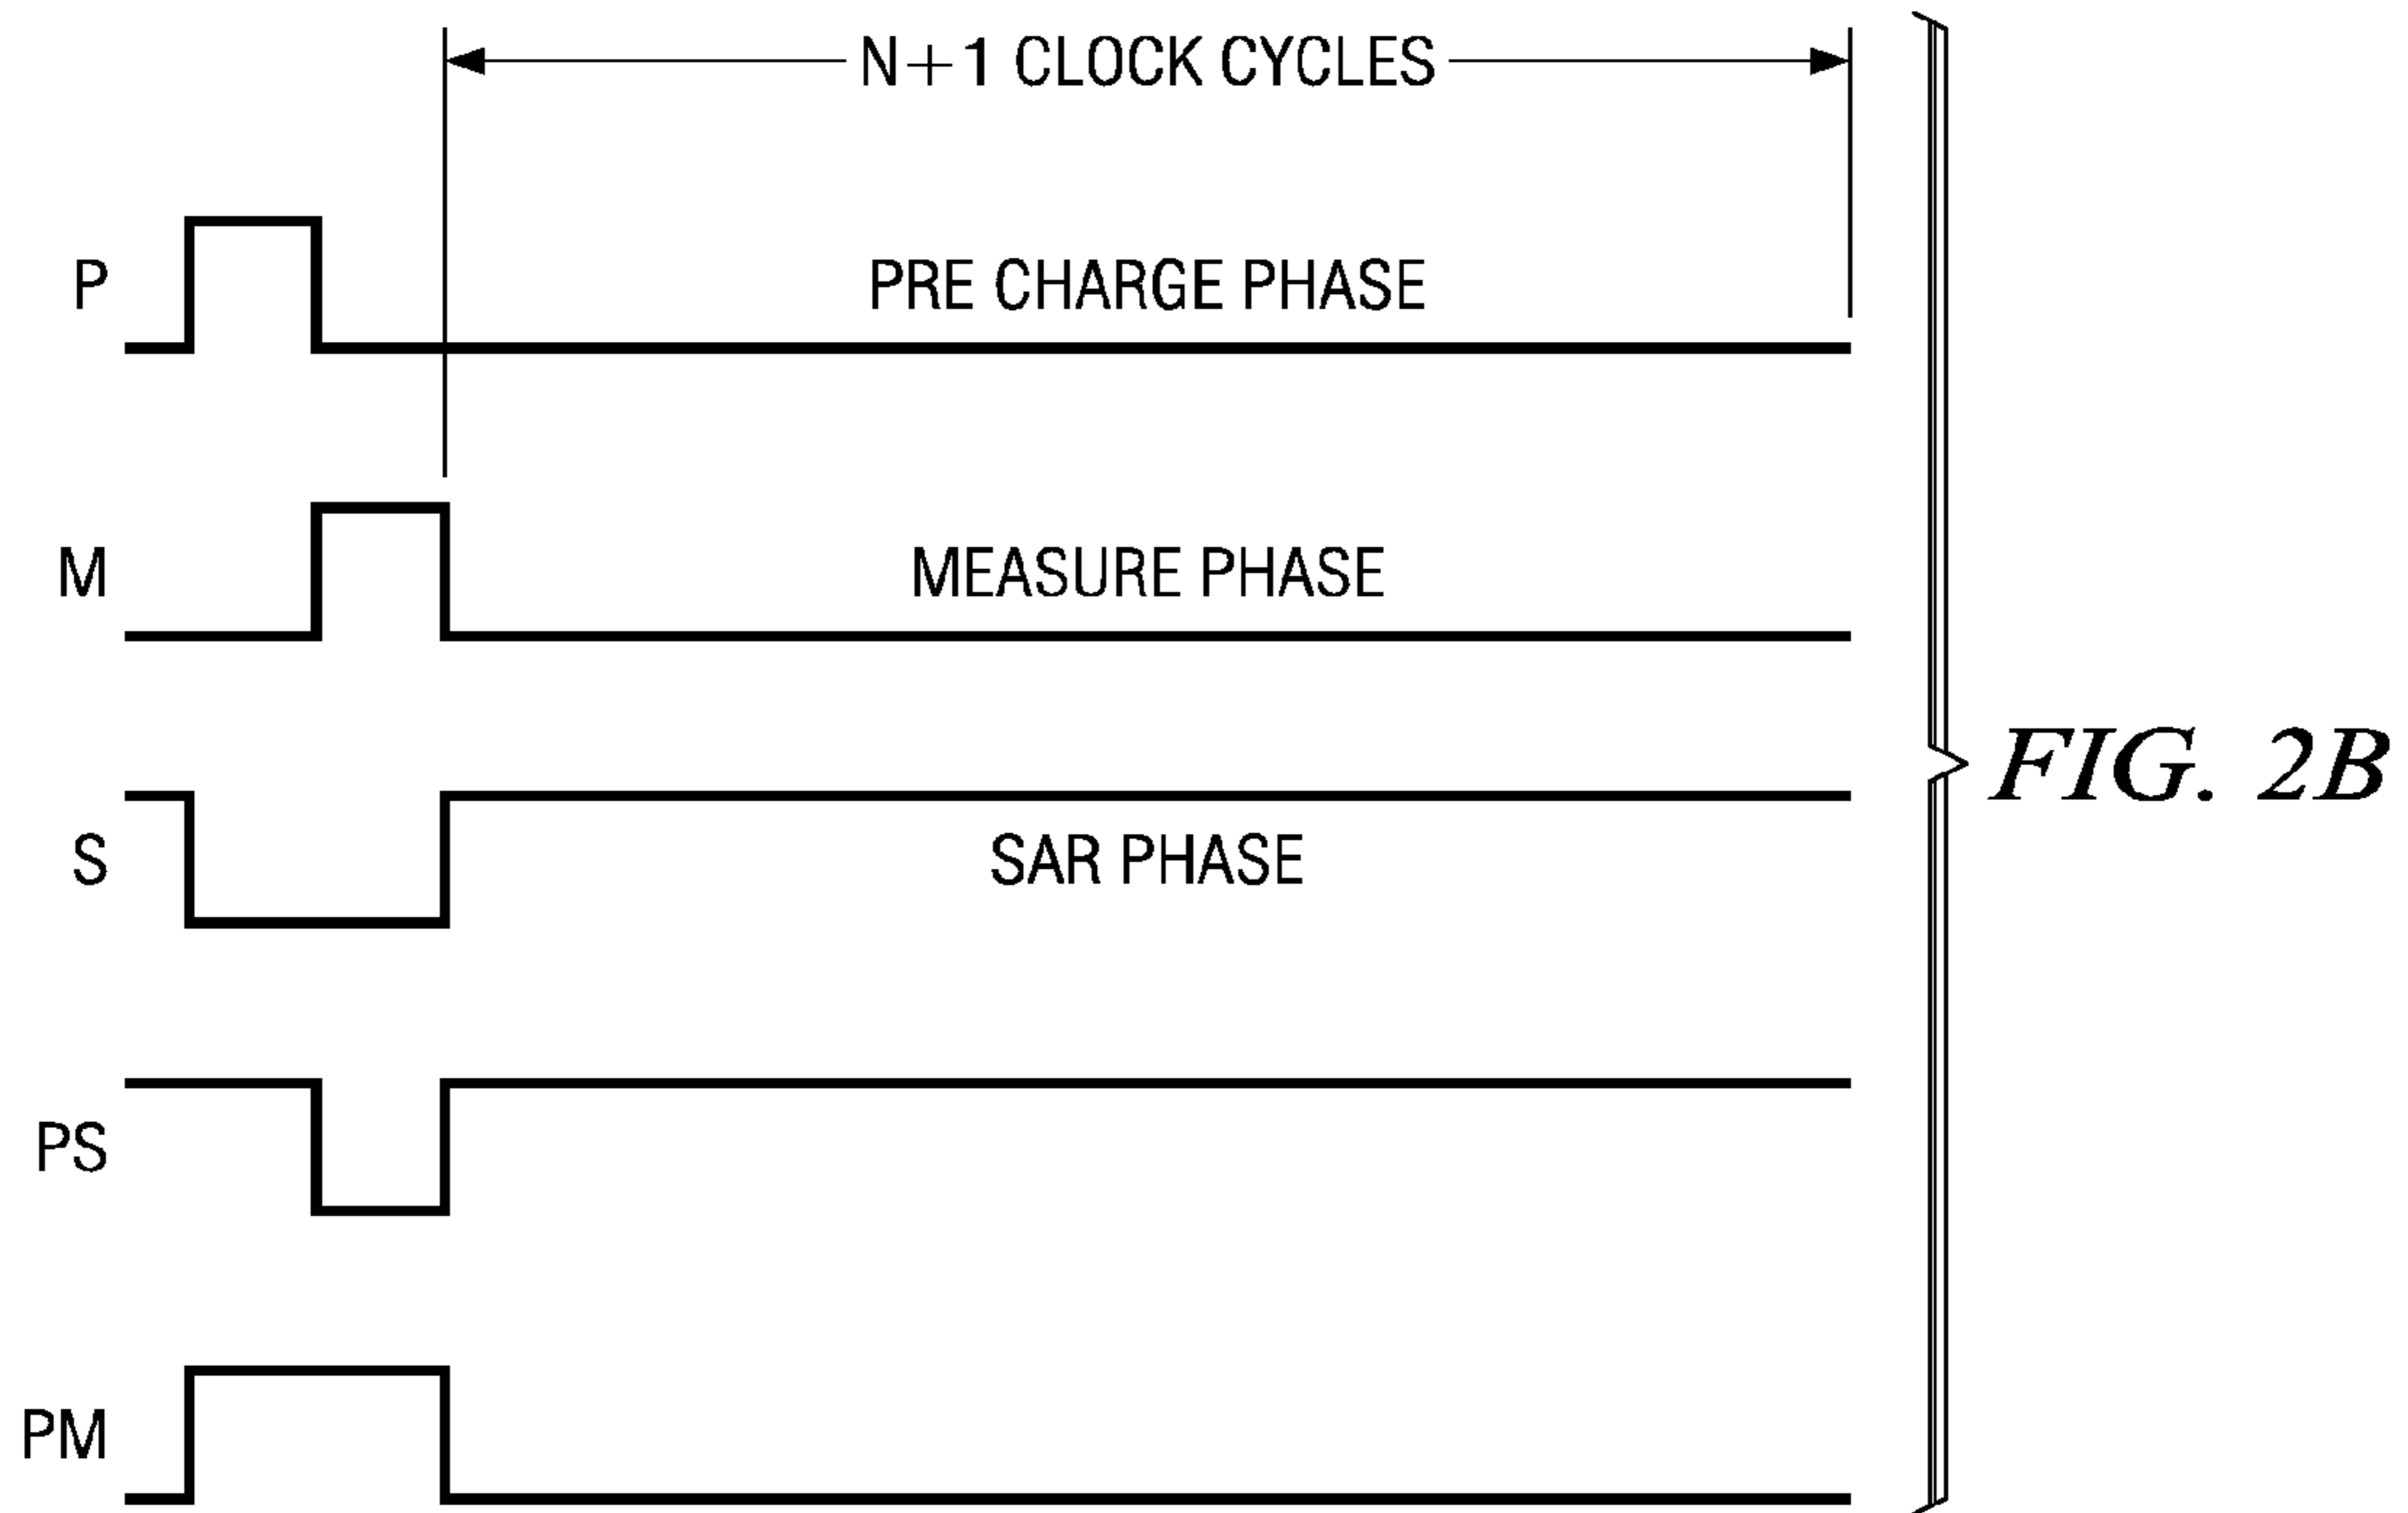 N+1 CLOCK CYCLES
P
PRE CHARGE PHASE
M
MEASURE PHASE
S
SAR PHASE
FIG. 2B
PS
PM